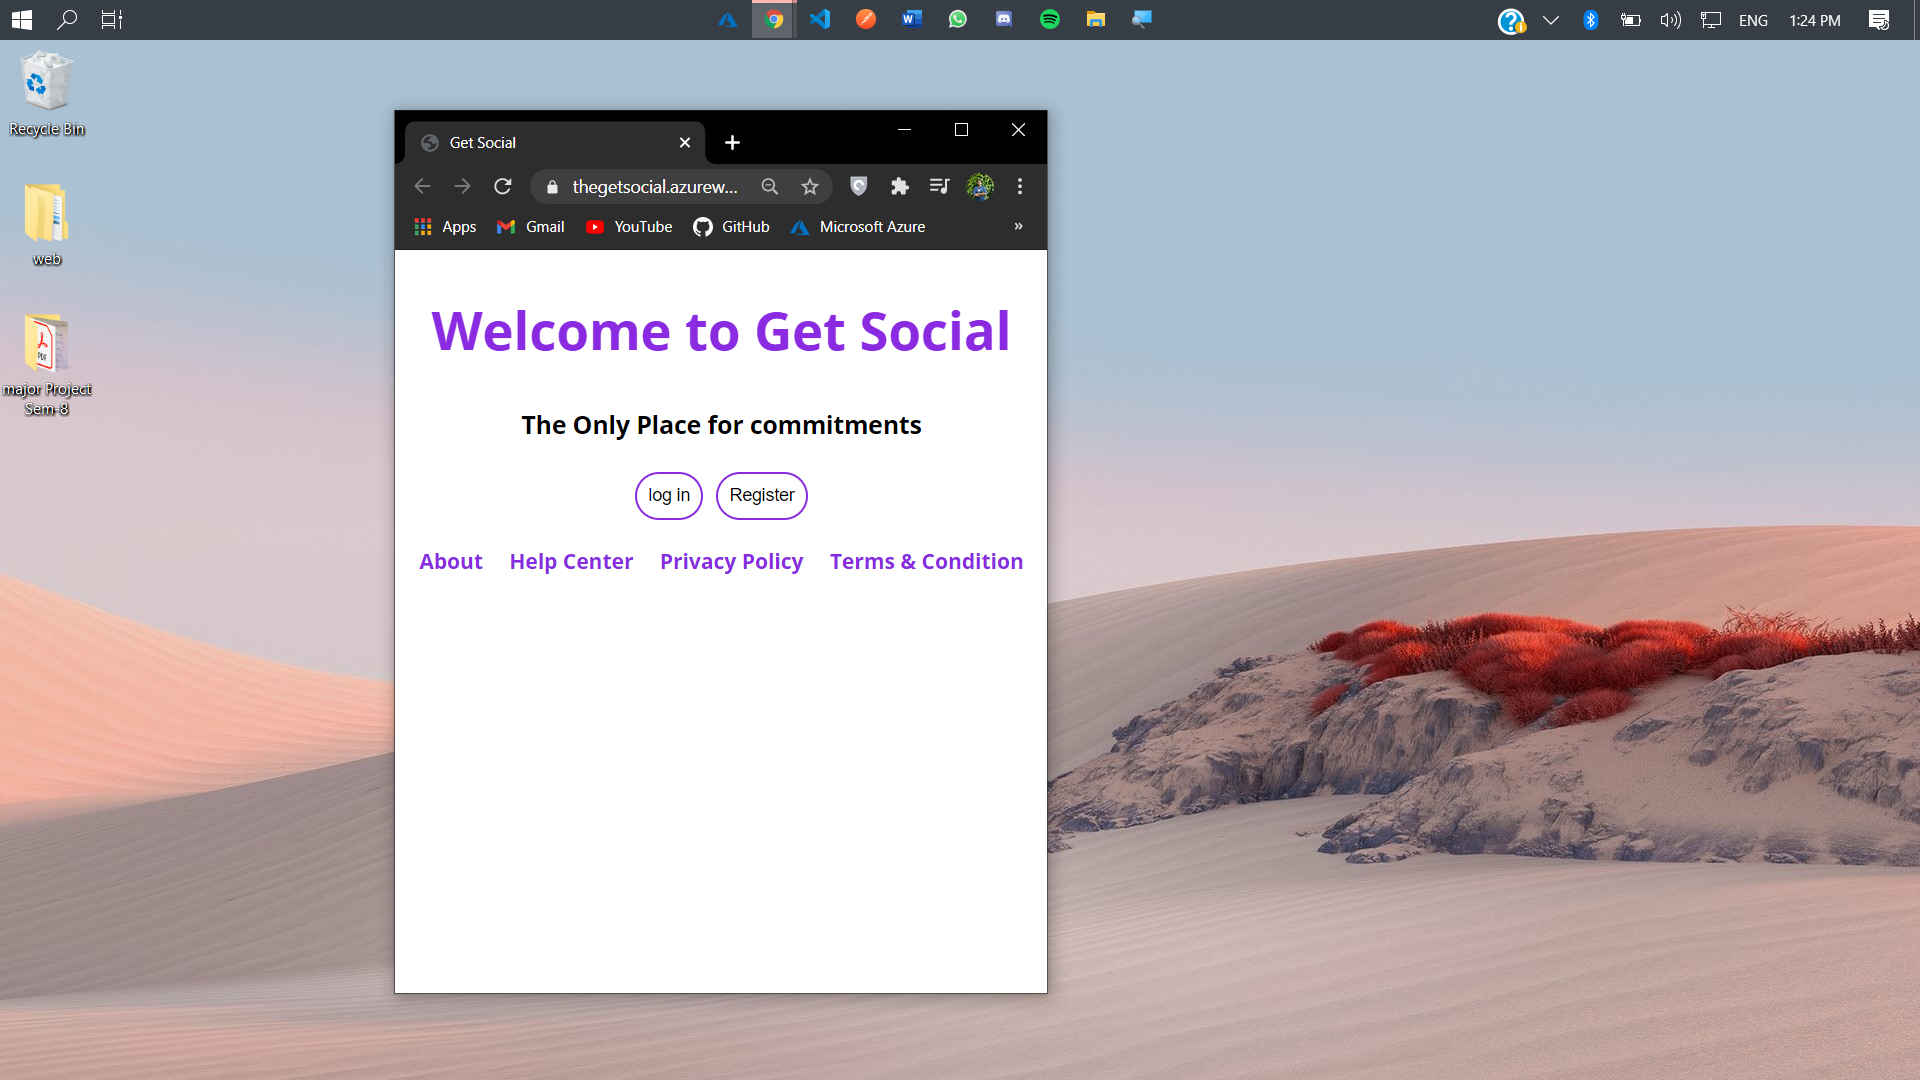 ENG 1:24 PM
Recycle Bin
web
PDF
major Project
Sem-8
Get Social
thegetsocial.azurew...
Apps Gmail YouTube GitHub Microsoft Azure »
Welcome to Get Social
The Only Place for commitments
log in Register
About Help Center Privacy Policy Terms & Condition